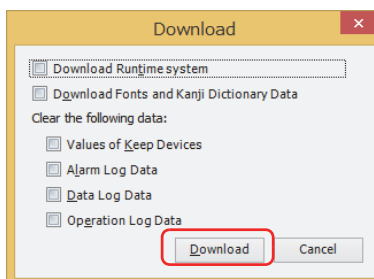 Download
Download Runtime system
Download Fonts and Kanji Dictionary Data
Clear the following data:
Values of Keep Devices
Alarm Log Data
Data Log Data
Operation Log Data
Download Cancel